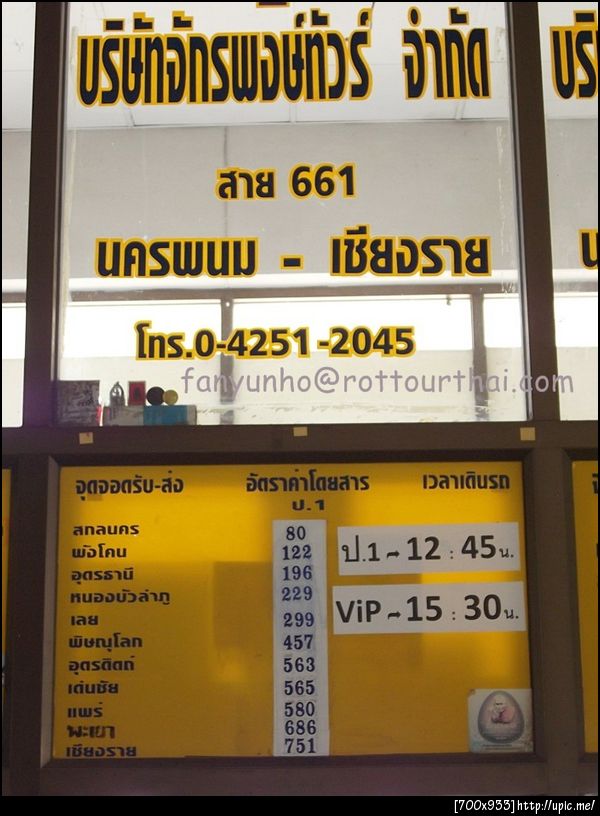 บริษัทจักรพงษ์ทัวร์ จำกัด
บริ
สาย 661
นครพนม - เชียงราย
น
โทร.0-4251-2045
fanyunho@rottourthai.com
จุดจอดรับ-ส่ง อัตราค่าโดยสาร เวลาเดินรถ
ป.1
สกลนคร 80
พังโคน 122
อุดรธานี 196
หนองบัวลำภู 229
เลย 299
พิษณุโลก 457
อุตรดิตถ์ 563
เด่นชัย 565
แพร่ 580
พะเยา 686
เชียงราย 751
ป.1 - 12 : 45 น.
ViP - 15 : 30 น.
[700x933]http://upic.me/